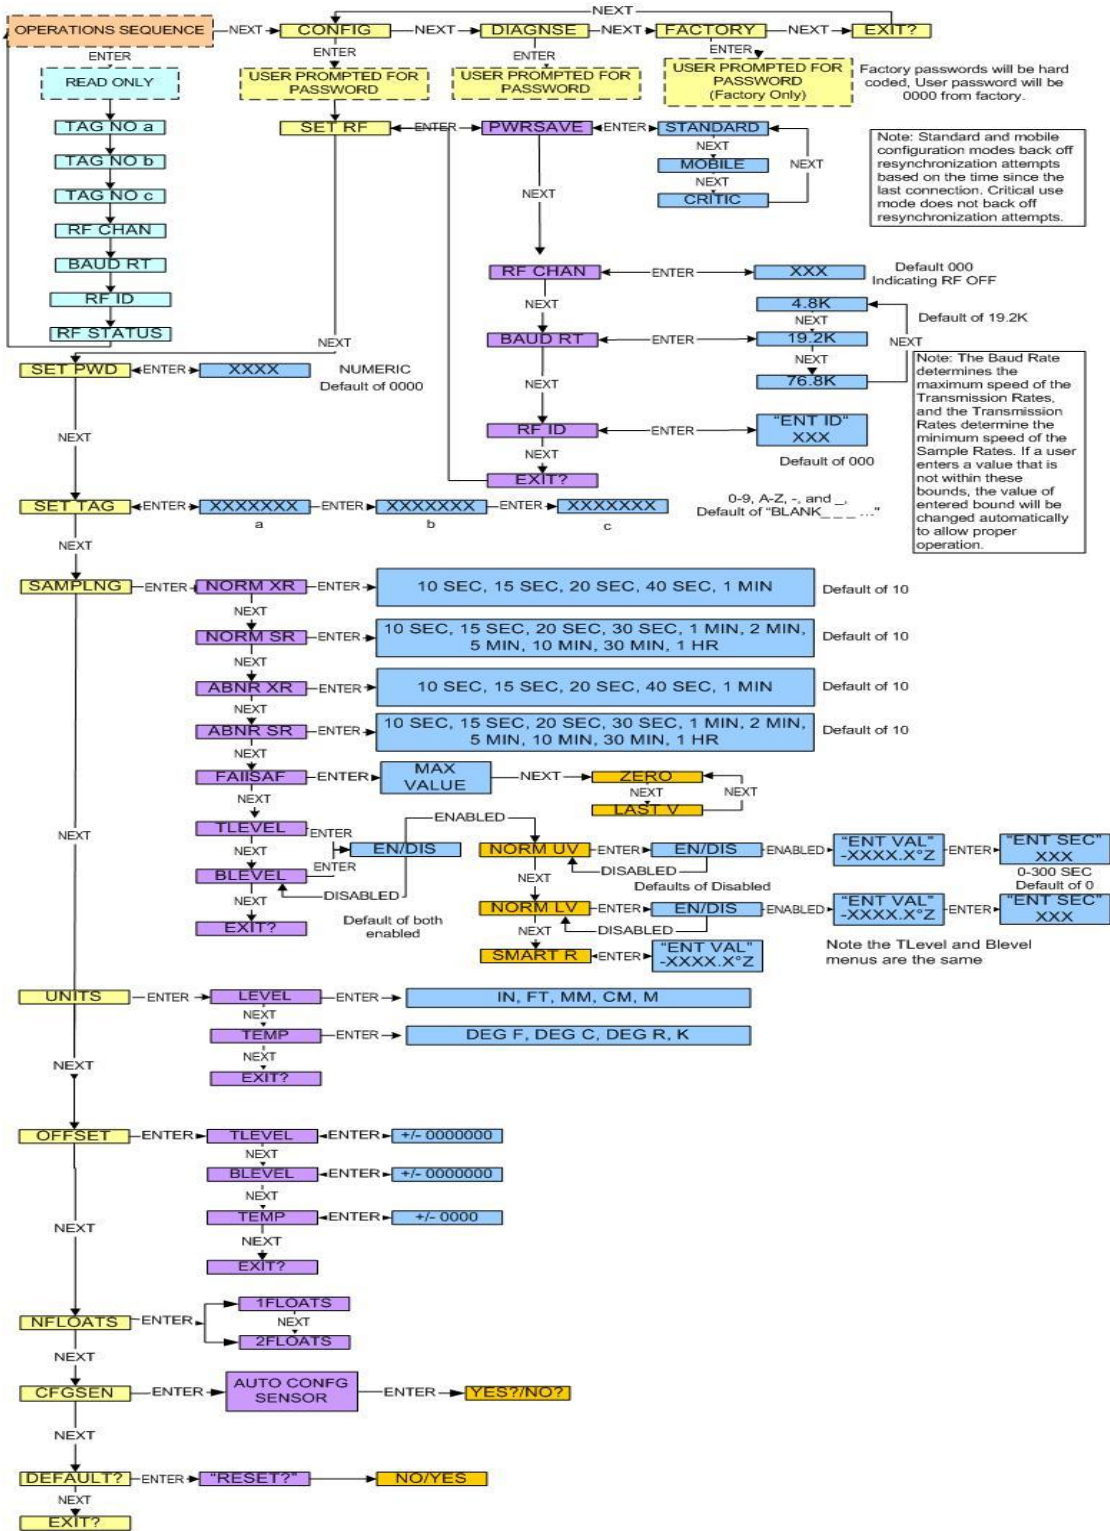 NEXT
OPERATIONS SEQUENCE
NEXT
CONFIG
NEXT
DIAGNSE
NEXT
FACTORY
NEXT
EXIT?
ENTER
ENTER
ENTER
ENTER
READ ONLY
USER PROMPTED FOR
PASSWORD
USER PROMPTED FOR
PASSWORD
USER PROMPTED FOR
PASSWORD
(Factory Only)
Factory passwords will be hard
coded, User password will be
0000 from factory.
TAG NO a
TAG NO b
TAG NO c
RF CHAN
BAUD RT
RF ID
RF STATUS
SET RF
ENTER
PWRSAVE
ENTER
STANDARD
NEXT
MOBILE
NEXT
CRITIC
NEXT
Note: Standard and mobile
configuration modes back off
resynchronization attempts
based on the time since the
last connection. Critical use
mode does not back off
resynchronization attempts.
NEXT
RF CHAN
ENTER
XXX
Default 000
Indicating RF OFF
NEXT
BAUD RT
ENTER
4.8K
NEXT
19.2K
NEXT
76.8K
NEXT
Default of 19.2K
NEXT
RF ID
ENTER
"ENT ID"
XXX
Default of 000
NEXT
EXIT?
Note: The Baud Rate
determines the
maximum speed of the
Transmission Rates,
and the Transmission
Rates determine the
minimum speed of the
Sample Rates. If a user
enters a value that is
not within these
bounds, the value of
entered bound will be
changed automatically
to allow proper
operation.
NEXT
SET PWD
ENTER
XXXX
NUMERIC
Default of 0000
NEXT
SET TAG
ENTER
XXXXXXX
ENTER
XXXXXXX
ENTER
XXXXXXX
a
b
c
0-9, A-Z, -, and _,
Default of "BLANK_ _ _ ..."
NEXT
SAMPLNG
ENTER
NORM XR
ENTER
10 SEC, 15 SEC, 20 SEC, 40 SEC, 1 MIN
Default of 10
NEXT
NORM SR
ENTER
10 SEC, 15 SEC, 20 SEC, 30 SEC, 1 MIN, 2 MIN,
5 MIN, 10 MIN, 30 MIN, 1 HR
Default of 10
NEXT
ABNR XR
ENTER
10 SEC, 15 SEC, 20 SEC, 40 SEC, 1 MIN
Default of 10
NEXT
ABNR SR
ENTER
10 SEC, 15 SEC, 20 SEC, 30 SEC, 1 MIN, 2 MIN,
5 MIN, 10 MIN, 30 MIN, 1 HR
Default of 10
NEXT
FAIlSAF
ENTER
MAX
VALUE
NEXT
ZERO
NEXT
LAST V
NEXT
NEXT
TLEVEL
ENTER
NEXT
BLEVEL
ENTER
EN/DIS
ENABLED
DISABLED
Default of both
enabled
NEXT
EXIT?
NORM UV
ENTER
EN/DIS
ENABLED
"ENT VAL"
-XXXX.X°Z
ENTER
"ENT SEC"
XXX
DISABLED
Defaults of Disabled
0-300 SEC
Default of 0
NEXT
NORM LV
ENTER
EN/DIS
ENABLED
"ENT VAL"
-XXXX.X°Z
ENTER
"ENT SEC"
XXX
DISABLED
NEXT
SMART R
ENTER
"ENT VAL"
-XXXX.X°Z
Note the TLevel and Blevel
menus are the same
NEXT
UNITS
ENTER
LEVEL
ENTER
IN, FT, MM, CM, M
NEXT
TEMP
ENTER
DEG F, DEG C, DEG R, K
NEXT
EXIT?
NEXT
OFFSET
ENTER
TLEVEL
ENTER
+/- 0000000
NEXT
BLEVEL
ENTER
+/- 0000000
NEXT
TEMP
ENTER
+/- 0000
NEXT
EXIT?
NEXT
NFLOATS
ENTER
1FLOATS
NEXT
2FLOATS
NEXT
CFGSEN
ENTER
AUTO CONFG
SENSOR
ENTER
YES?/NO?
NEXT
DEFAULT?
ENTER
"RESET?"
NO/YES
NEXT
EXIT?